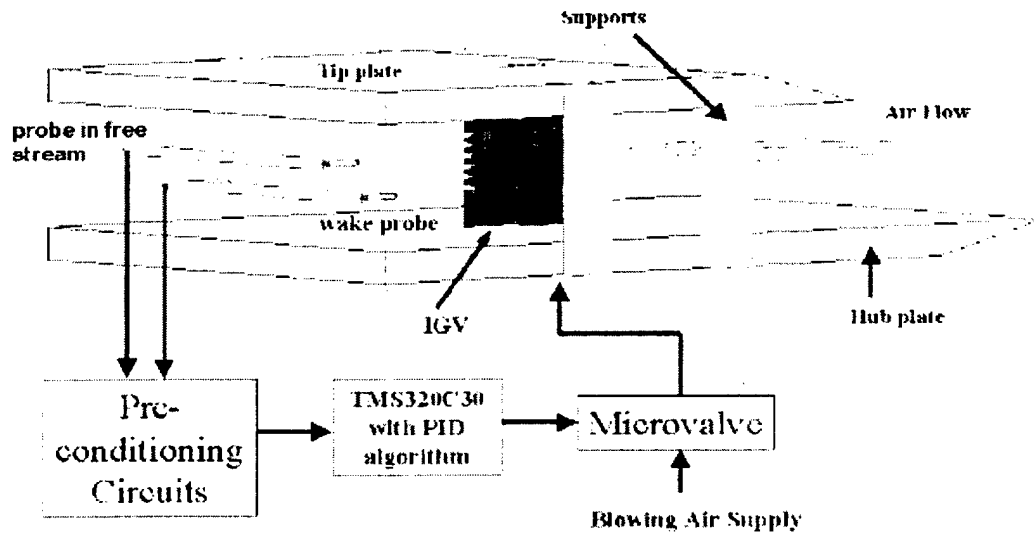 Supports
Tip plate
Air Flow
probe in free
stream
wake probe
IGV
Hub plate
Pre-
conditioning
Circuits
TMS320C30
with PID
algorithm
Microvalve
Blowing Air Supply